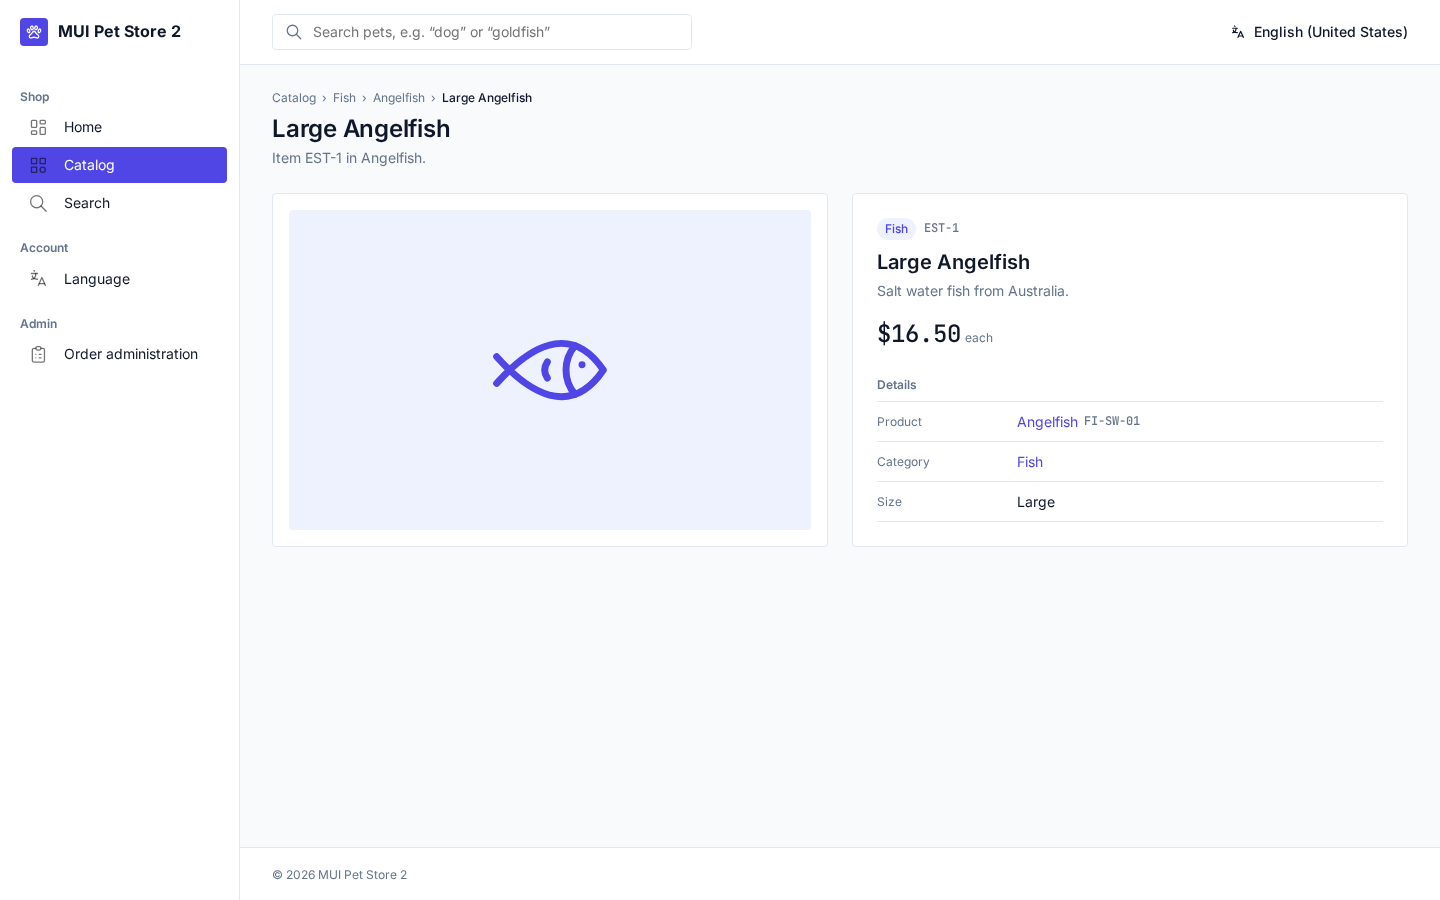 MUI Pet Store 2
Search pets, e.g. “dog” or “goldfish”
English (United States)
Shop
Home
Catalog
Search
Account
Language
Admin
Order administration
Catalog › Fish › Angelfish › Large Angelfish
Large Angelfish
Item EST-1 in Angelfish.
Fish EST-1
Large Angelfish
Salt water fish from Australia.
$16.50 each
Details
Product Angelfish FI-SW-01
Category Fish
Size Large
© 2026 MUI Pet Store 2